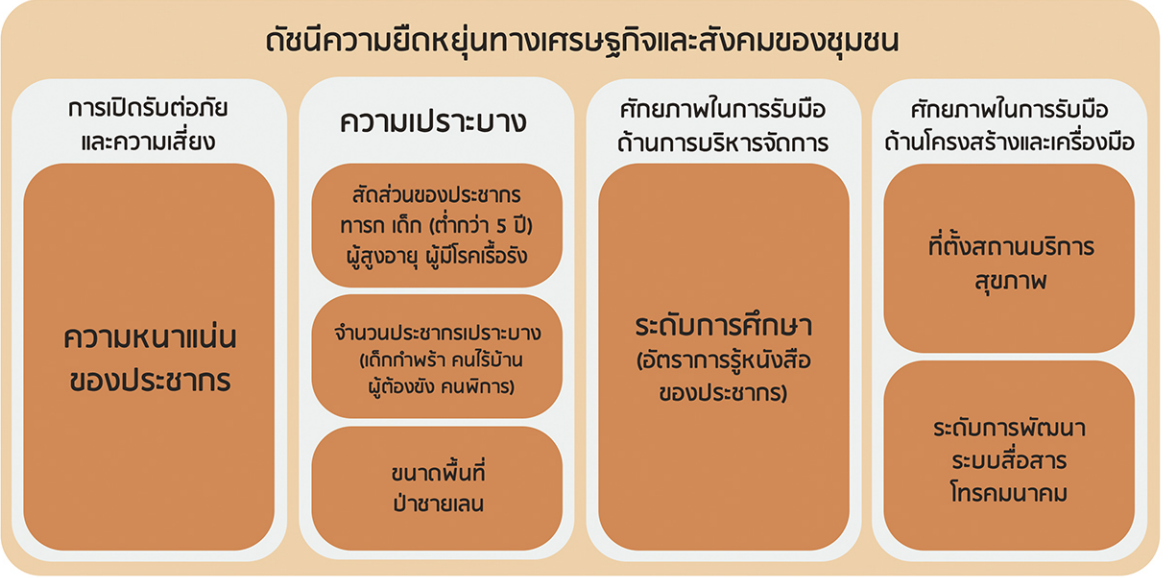 ดัชนีความยืดหยุ่นทางเศรษฐกิจและสังคมของชุมชน
การเปิดรับต่อภัย
และความเสี่ยง
ความหนาแน่น
ของประชากร
ความเปราะบาง
สัดส่วนของประชากร
ทารก เด็ก (ต่ำกว่า 5 ปี)
ผู้สูงอายุ ผู้มีโรคเรื้อรัง
จำนวนประชากรเปราะบาง
(เด็กกำพร้า คนไร้บ้าน
ผู้ต้องขัง คนพิการ)
ขนาดพื้นที่
ป่าชายเลน
ศักยภาพในการรับมือ
ด้านการบริหารจัดการ
ระดับการศึกษา
(อัตราการรู้หนังสือ
ของประชากร)
ศักยภาพในการรับมือ
ด้านโครงสร้างและเครื่องมือ
ที่ตั้งสถานบริการ
สุขภาพ
ระดับการพัฒนา
ระบบสื่อสาร
โทรคมนาคม